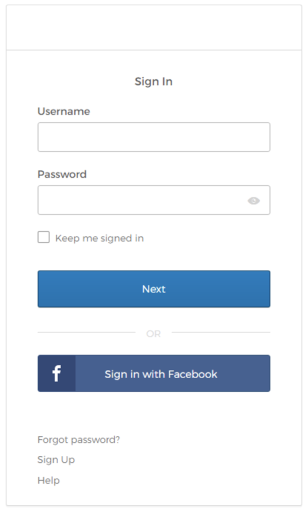 Sign In
Username
Password
Keep me signed in
Next
OR
f Sign in with Facebook
Forgot password?
Sign Up
Help